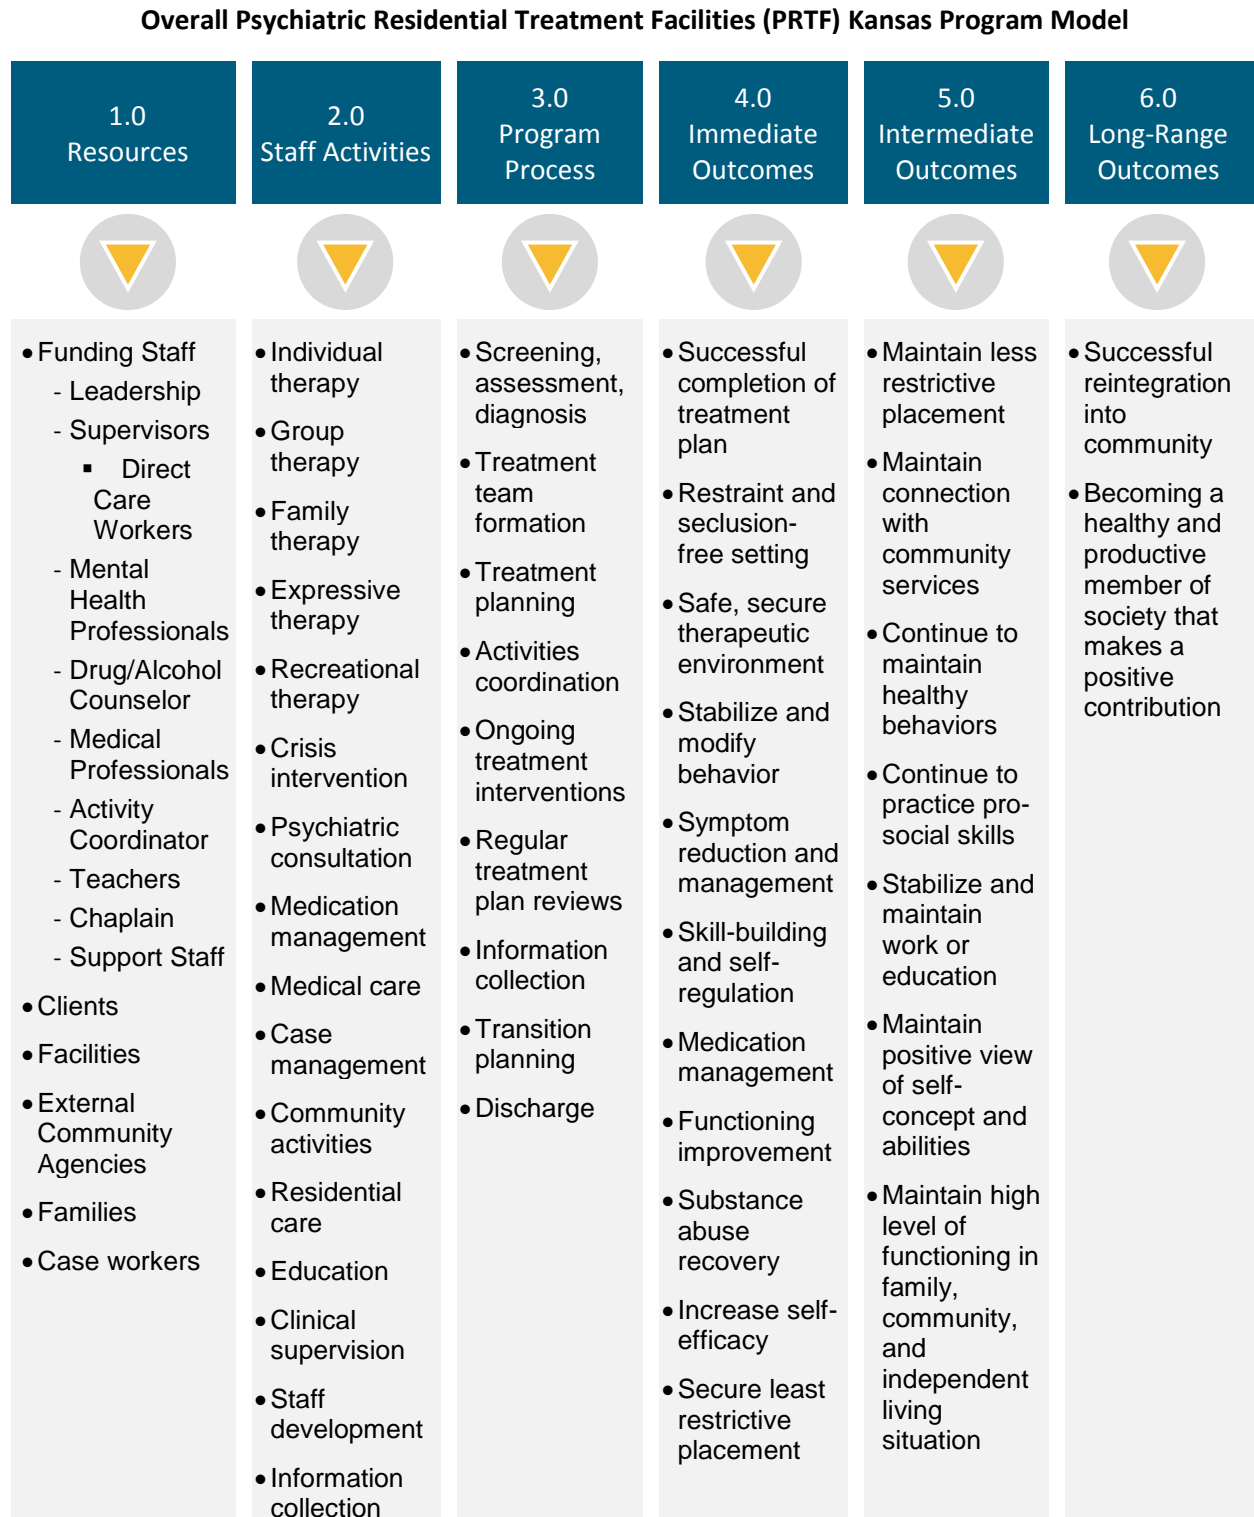 Overall Psychiatric Residential Treatment Facilities (PRTF) Kansas Program Model
1.0
Resources
2.0
Staff Activities
3.0
Program
Process
4.0
Immediate
Outcomes
5.0
Intermediate
Outcomes
6.0
Long-Range
Outcomes
• Funding Staff
- Leadership
- Supervisors
▪ Direct
Care
Workers
- Mental
Health
Professionals
- Drug/Alcohol
Counselor
- Medical
Professionals
- Activity
Coordinator
- Teachers
- Chaplain
- Support Staff
• Clients
• Facilities
• External
Community
Agencies
• Families
• Case workers
• Individual
therapy
• Group
therapy
• Family
therapy
• Expressive
therapy
• Recreational
therapy
• Crisis
intervention
• Psychiatric
consultation
• Medication
management
• Medical care
• Case
management
• Community
activities
• Residential
care
• Education
• Clinical
supervision
• Staff
development
• Information
collection
• Screening,
assessment,
diagnosis
• Treatment
team
formation
• Treatment
planning
• Activities
coordination
• Ongoing
treatment
interventions
• Regular
treatment
plan reviews
• Information
collection
• Transition
planning
• Discharge
• Successful
completion of
treatment
plan
• Restraint and
seclusion-
free setting
• Safe, secure
therapeutic
environment
• Stabilize and
modify
behavior
• Symptom
reduction and
management
• Skill-building
and self-
regulation
• Medication
management
• Functioning
improvement
• Substance
abuse
recovery
• Increase self-
efficacy
• Secure least
restrictive
placement
• Maintain less
restrictive
placement
• Maintain
connection
with
community
services
• Continue to
maintain
healthy
behaviors
• Continue to
practice pro-
social skills
• Stabilize and
maintain
work or
education
• Maintain
positive view
of self-
concept and
abilities
• Maintain high
level of
functioning in
family,
community,
and
independent
living
situation
• Successful
reintegration
into
community
• Becoming a
healthy and
productive
member of
society that
makes a
positive
contribution